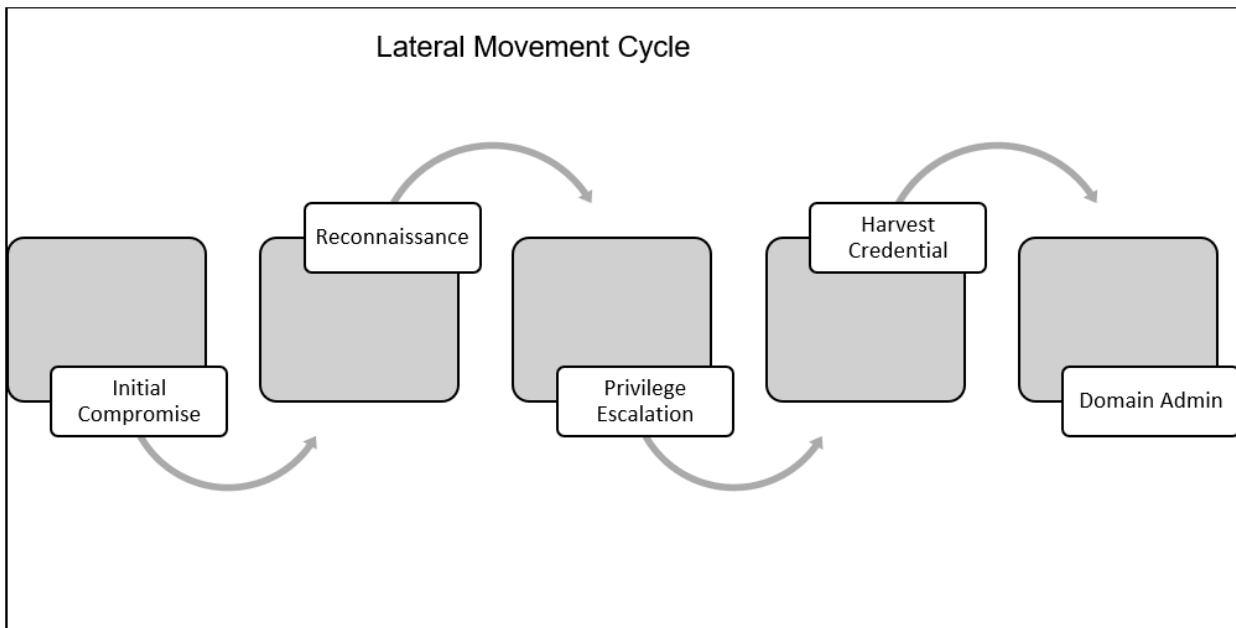 Lateral Movement Cycle
Initial
Compromise
Reconnaissance
Privilege
Escalation
Harvest
Credential
Domain Admin